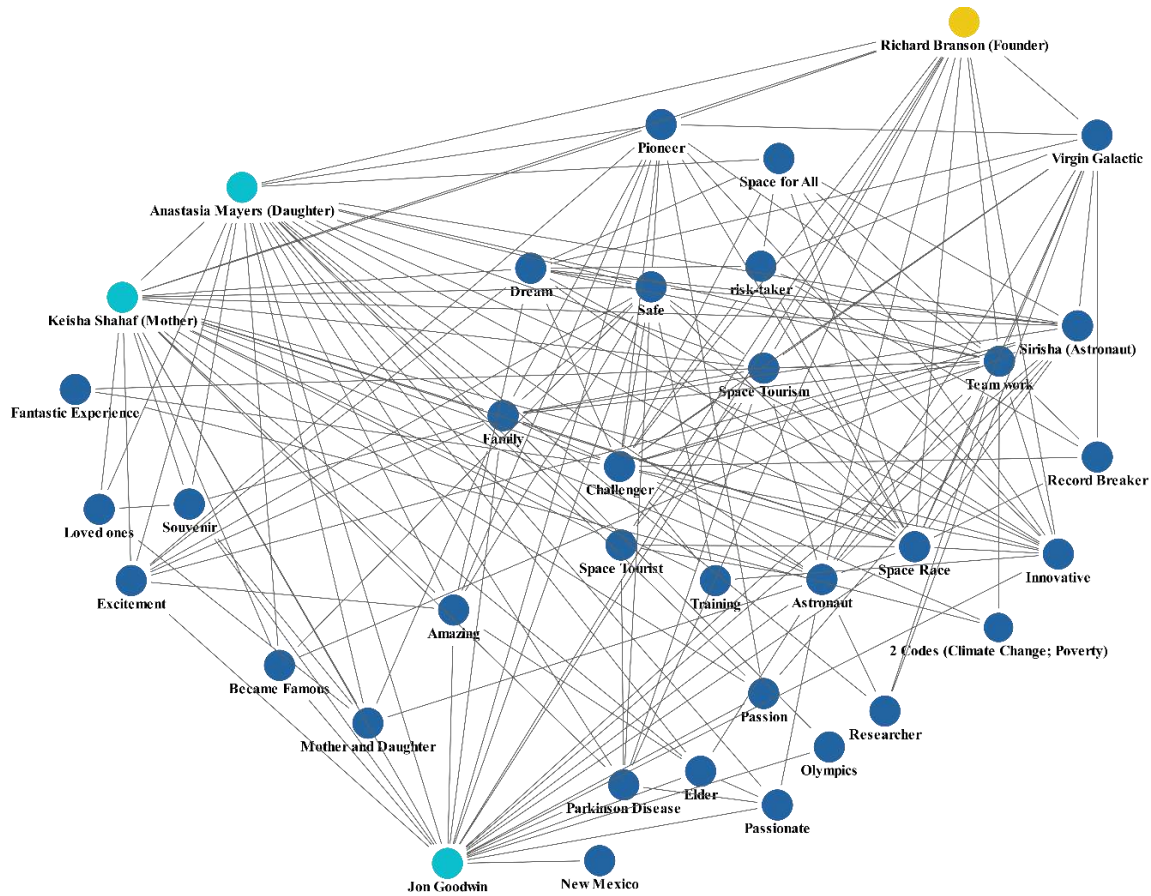 Richard Branson (Founder)
Pioneer
Virgin Galactic
Space for All
Anastasia Mayers (Daughter)
Dream
risk-taker
Safe
Keisha Shahaf (Mother)
Sirisha (Astronaut)
Team work
Space Tourism
Fantastic Experience
Family
Challenger
Record Breaker
Loved ones
Souvenir
Space Tourist
Space Race
Innovative
Excitement
Training
Astronaut
Amazing
2 Codes (Climate Change; Poverty)
Became Famous
Passion
Researcher
Mother and Daughter
Olympics
Parkinson Disease
Elder
Passionate
Jon Goodwin
New Mexico